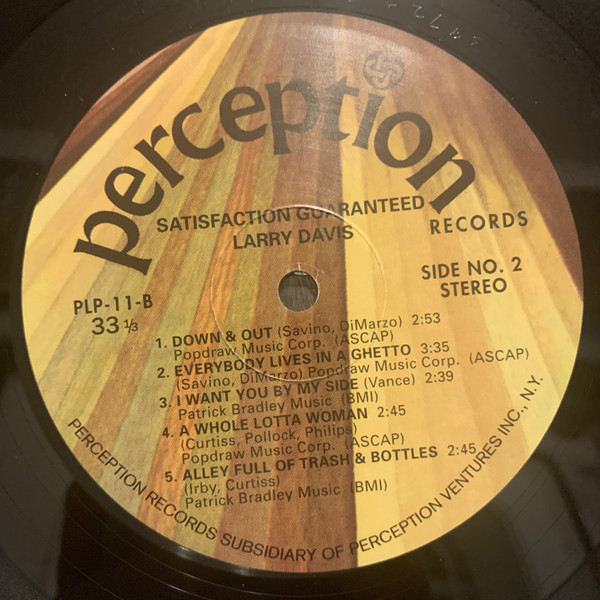 perception
RECORDS
SATISFACTION GUARANTEED
LARRY DAVIS
PLP-11-B
33 1/3
SIDE NO. 2
STEREO
1. DOWN & OUT (Savino, DiMarzo) 2:53
Popdraw Music Corp. (ASCAP)
2. EVERYBODY LIVES IN A GHETTO 3:35
(Savino, DiMarzo) Popdraw Music Corp. (ASCAP)
3. I WANT YOU BY MY SIDE (Vance) 2:39
Patrick Bradley Music (BMI)
4. A WHOLE LOTTA WOMAN 2:45
(Curtiss, Pollock, Philips)
Popdraw Music Corp. (ASCAP)
5. ALLEY FULL OF TRASH & BOTTLES 2:45
(Irby, Curtiss)
Patrick Bradley Music (BMI)
PERCEPTION RECORDS SUBSIDIARY OF PERCEPTION VENTURES INC., N.Y.